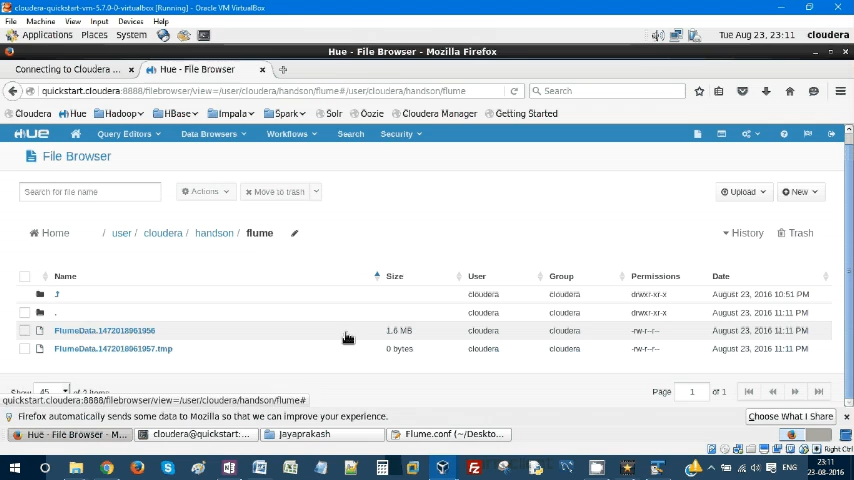 cloudera-quickstart-vm-5.7.0-0-virtualbox [Running] - Oracle VM VirtualBox
File Machine View Input Devices Help
Applications Places System Tue Aug 23, 23:11 cloudera
Hue - File Browser - Mozilla Firefox
Connecting to Cloudera ... Hue - File Browser
quickstart.cloudera:8888/filebrowser/view=/user/cloudera/handson/flume#/user/cloudera/handson/flume Search
Cloudera Hue Hadoop HBase Impala Spark Solr Oozie Cloudera Manager Getting Started
HUE Query Editors Data Browsers Workflows Search Security
File Browser
Search for file name Actions Move to trash Upload New
Home / user / cloudera / handson / flume History Trash
Name Size User Group Permissions Date
cloudera cloudera drwxr-xr-x August 23, 2016 10:51 PM
. cloudera cloudera drwxr-xr-x August 23, 2016 11:11 PM
FlumeData.1472018961956 1.6 MB cloudera cloudera -rw-r--r-- August 23, 2016 11:11 PM
FlumeData.1472018961957.tmp 0 bytes cloudera cloudera -rw-r--r-- August 23, 2016 11:11 PM
Show 45 of 2 items Page 1 of 1
quickstart.cloudera:8888/filebrowser/view=/user/cloudera/handson/flume#
Firefox automatically sends some data to Mozilla so that we can improve your experience. Choose What I Share
Hue - File Browser - M... cloudera@quickstart:... Jayaprakash Flume.conf (~/Deskto...
Right Ctrl
ENG 23:11
23-08-2016